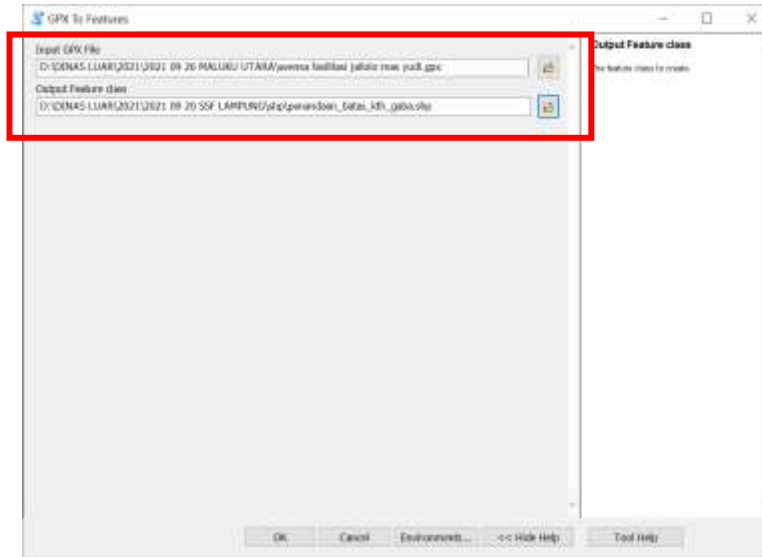 GPX To Features
Input GPX File
D:\DINAS LUAR\2021\2021 09 26 MALUKU UTARA\avenza fasilitasi jailolo mas yudi.gpx
Output Feature class
D:\DINAS LUAR\2021\2021 09 20 SSF LAMPUNG\shp\penandaan_batas_kth_gaba.shp
Output Feature class
The feature class to create.
OK
Cancel
Environments...
<< Hide Help
Tool Help